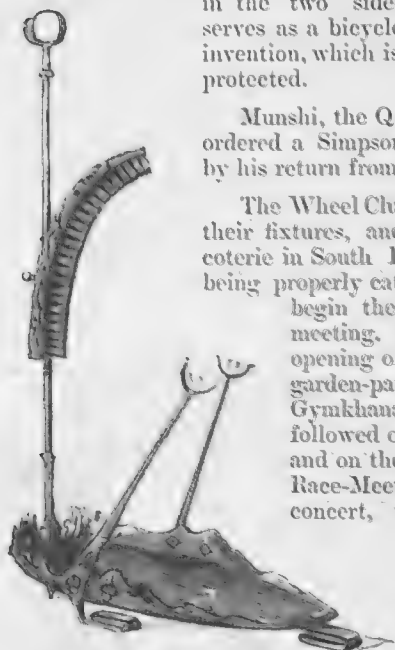 in the two side
serves as a bicycle
invention, which is
protected.
Munshi, the Q
ordered a Simpson
by his return from
The Wheel Clu
their fixtures, and
coterie in South
being properly cat
begin the
meeting.
opening o
garden-pa
Gymkhana
followed
and on the
Race-Meet
concert,